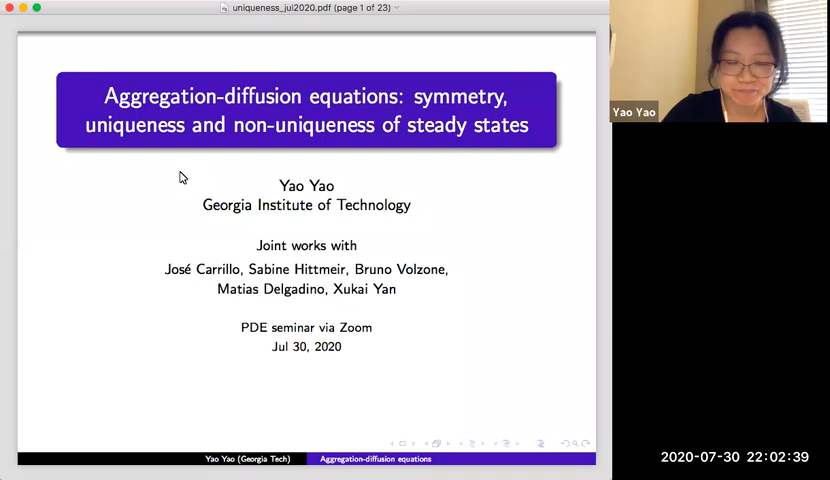 uniqueness_jul2020.pdf (page 1 of 23)
Aggregation-diffusion equations: symmetry,
uniqueness and non-uniqueness of steady states
Yao Yao
Georgia Institute of Technology
Joint works with
José Carrillo, Sabine Hittmeir, Bruno Volzone,
Matias Delgadino, Xukai Yan
PDE seminar via Zoom
Jul 30, 2020
Yao Yao (Georgia Tech)
Aggregation-diffusion equations
Yao Yao
2020-07-30 22:02:39